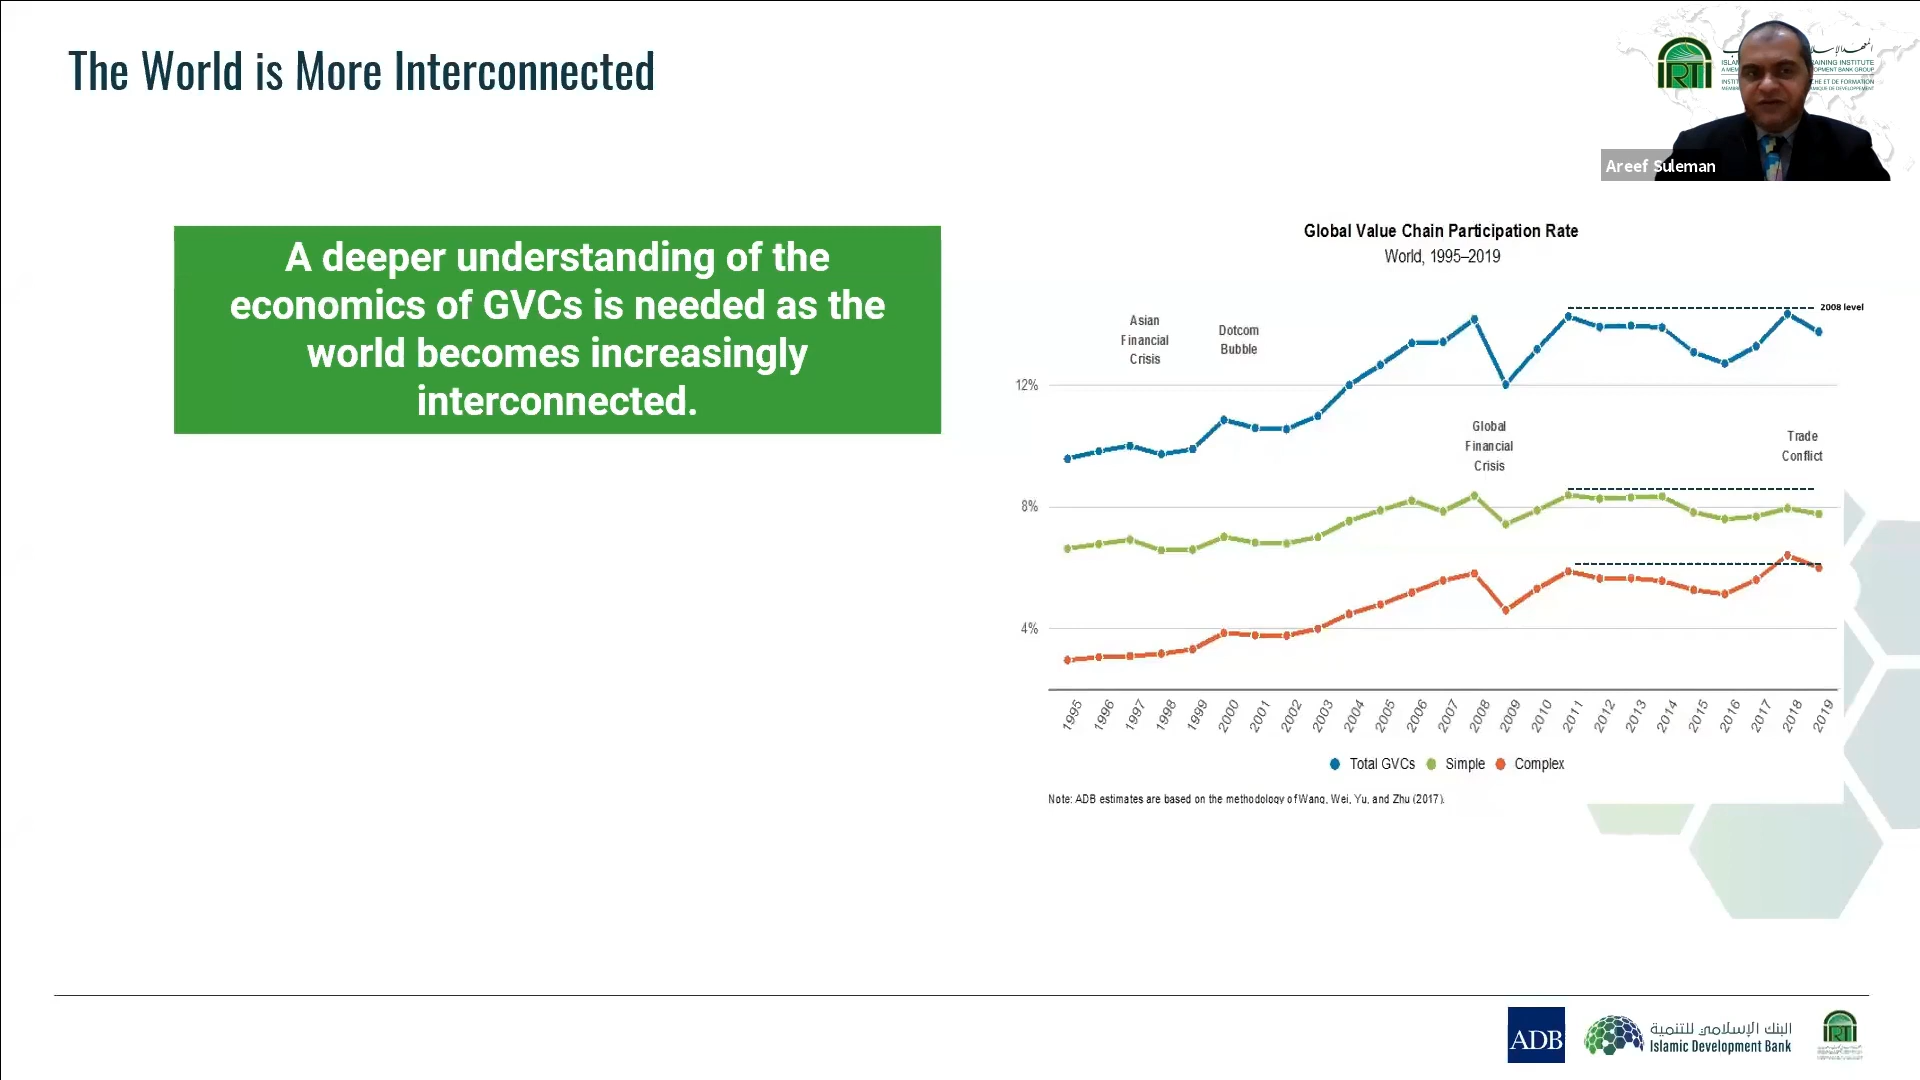 The World is More Interconnected
Areef Suleman
A deeper understanding of the
economics of GVCs is needed as the
world becomes increasingly
interconnected.
Global Value Chain Participation Rate
World, 1995–2019
2008 level
Asian
Financial
Crisis
Dotcom
Bubble
12%
Global
Financial
Crisis
Trade
Conflict
8%
4%
1995 1996 1997 1998 1999 2000 2001 2002 2003 2004 2005 2006 2007 2008 2009 2010 2011 2012 2013 2014 2015 2016 2017 2018 2019
Total GVCs Simple Complex
Note: ADB estimates are based on the methodology of Wang, Wei, Yu, and Zhu (2017).
ADB
البنك الإسلامي للتنمية
Islamic Development Bank
IRTI